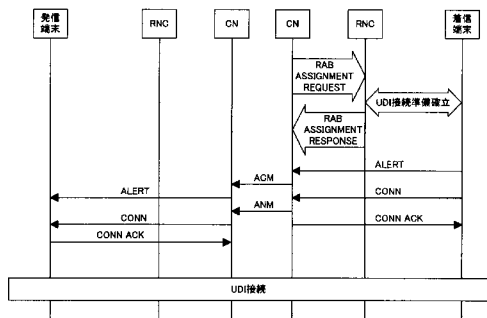 発信
端末
RNC
CN
CN
RNC
着信
端末
RAB
ASSIGNMENT
REQUEST
UDI接続準備確立
RAB
ASSIGNMENT
RESPONSE
ALERT
ACM
ALERT
CONN
ANM
CONN
CONN ACK
CONN ACK
UDI接続